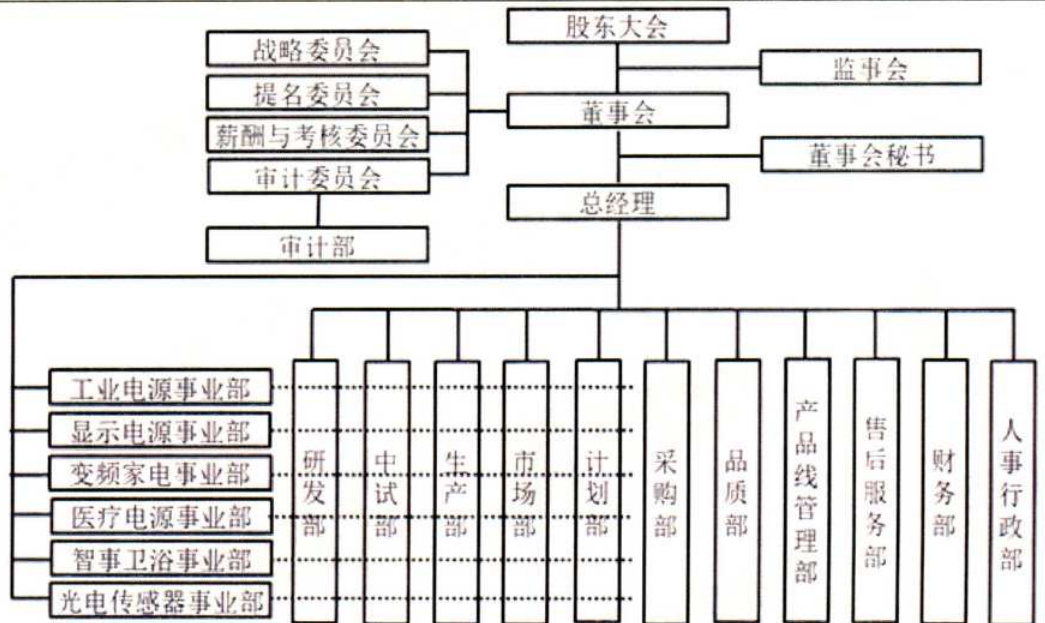 股东大会
战略委员会
监事会
提名委员会
董事会
薪酬与考核委员会
董事会秘书
审计委员会
总经理
审计部
工业电源事业部
显示电源事业部
变频家电事业部
医疗电源事业部
智事卫浴事业部
光电传感器事业部
研发部
中试部
生产部
市场部
计划部
采购部
品质部
产品线管理部
售后服务部
财务部
人事行政部